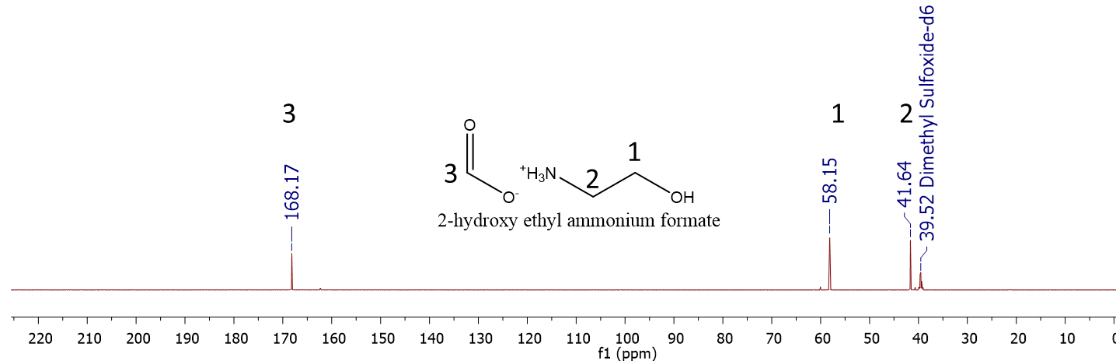 3
168.17
O
3
O-
+H3N
2
1
OH
2-hydroxy ethyl ammonium formate
1
58.15
2
41.64
39.52 Dimethyl Sulfoxide-d6
220 210 200 190 180 170 160 150 140 130 120 110 100 90 80 70 60 50 40 30 20 10 0
f1 (ppm)